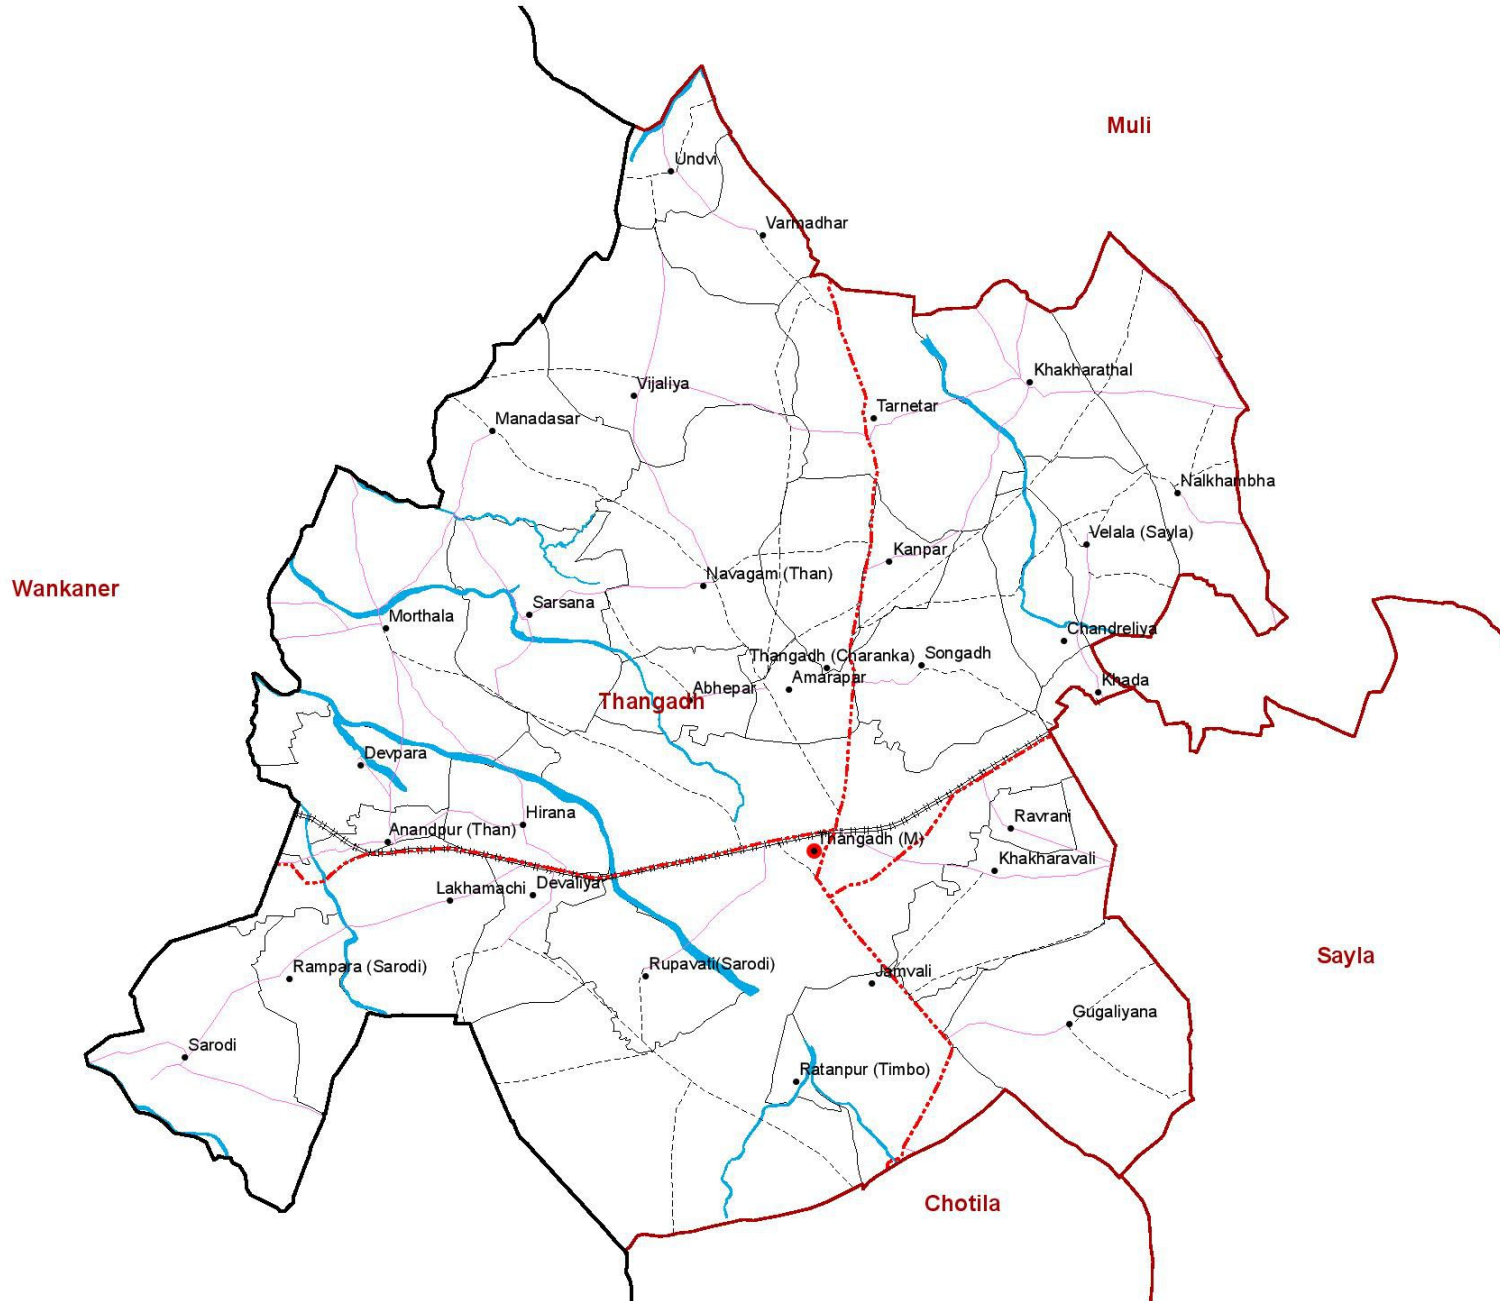 Muli
Undvi
Varmadhar
Khakharathal
Vijaliya
Tarnetar
Manadasar
Nalkhambha
Velala (Sayla)
Kanpar
Navagam (Than)
Wankaner
Sarsana
Morthala
Chandreliya
Thangadh (Charanka)
Songadh
Amarapar
Khada
Abhepar
Thangadh
Devpara
Hirana
Ravrani
Anandpur (Than)
Thangadh (M)
Khakharavali
Lakhamachi
Devaliya
Sayla
Rampara (Sarodi)
Rupavati(Sarodi)
Jamvali
Gugaliyana
Sarodi
Ratanpur (Timbo)
Chotila